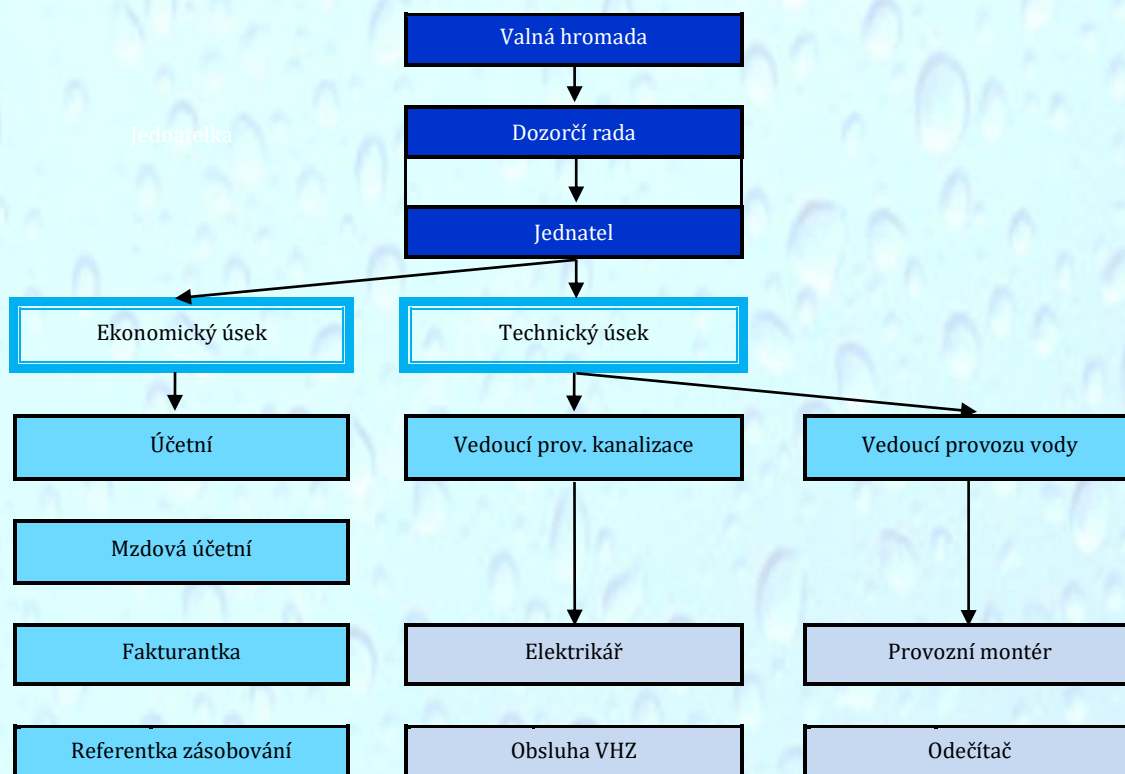 Valná hromada
Jednatelka
Dozorčí rada
Jednatel
Ekonomický úsek
Technický úsek
Účetní
Vedoucí prov. kanalizace
Vedoucí provozu vody
Mzdová účetní
Fakturantka
Elektrikář
Provozní montér
Referentka zásobování
Obsluha VHZ
Odečítač